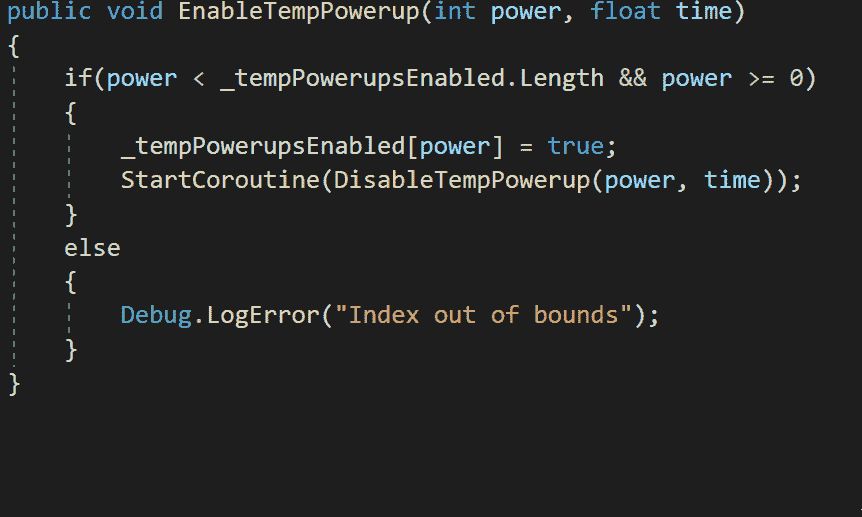 public void EnableTempPowerup(int power, float time)
{
    if(power < _tempPowerupsEnabled.Length && power >= 0)
    {
        _tempPowerupsEnabled[power] = true;
        StartCoroutine(DisableTempPowerup(power, time));
    }
    else
    {
        Debug.LogError("Index out of bounds");
    }
}